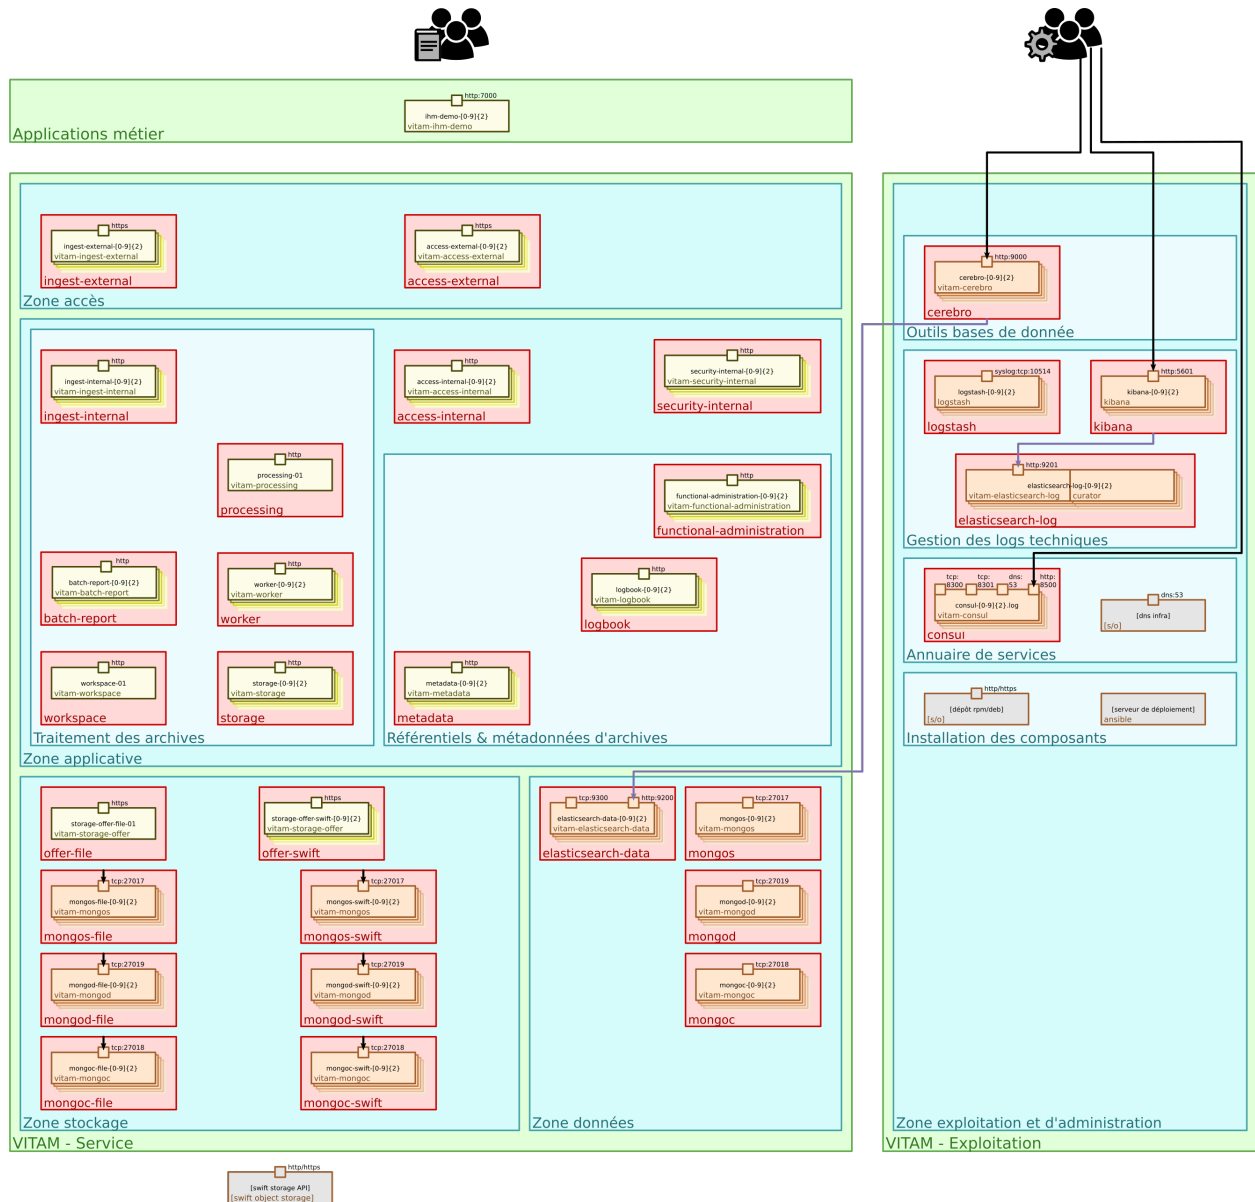 http:7000
ihm-demo-[0-9]{2}
vitam-ihm-demo
Applications métier
https
ingest-external-[0-9]{2}
vitam-ingest-external
ingest-external
https
access-external-[0-9]{2}
vitam-access-external
access-external
Zone accès
http
ingest-internal-[0-9]{2}
vitam-ingest-internal
ingest-internal
http
processing-01
vitam-processing
processing
http
batch-report-[0-9]{2}
vitam-batch-report
batch-report
http
worker-[0-9]{2}
vitam-worker
worker
http
workspace-01
vitam-workspace
workspace
http
storage-[0-9]{2}
vitam-storage
storage
Traitement des archives
http
access-internal-[0-9]{2}
vitam-access-internal
access-internal
http
security-internal-[0-9]{2}
vitam-security-internal
security-internal
http
functional-administration-[0-9]{2}
vitam-functional-administration
functional-administration
http
logbook-[0-9]{2}
vitam-logbook
logbook
http
metadata-[0-9]{2}
vitam-metadata
metadata
Référentiels & métadonnées d'archives
Zone applicative
https
storage-offer-file-01
vitam-storage-offer
offer-file
https
storage-offer-swift-[0-9]{2}
vitam-storage-offer
offer-swift
tcp:27017
mongos-file-[0-9]{2}
vitam-mongos
mongos-file
tcp:27017
mongos-swift-[0-9]{2}
vitam-mongos
mongos-swift
tcp:27019
mongod-file-[0-9]{2}
vitam-mongod
mongod-file
tcp:27019
mongod-swift-[0-9]{2}
vitam-mongod
mongod-swift
tcp:27018
mongoc-file-[0-9]{2}
vitam-mongoc
mongoc-file
tcp:27018
mongoc-swift-[0-9]{2}
vitam-mongoc
mongoc-swift
Zone stockage
tcp:9300
http:9200
elasticsearch-data-[0-9]{2}
vitam-elasticsearch-data
elasticsearch-data
tcp:27017
mongos-[0-9]{2}
vitam-mongos
mongos
tcp:27019
mongod-[0-9]{2}
vitam-mongod
mongod
tcp:27018
mongoc-[0-9]{2}
vitam-mongoc
mongoc
Zone données
VITAM - Service
http/https
[swift storage API]
[swift object storage]
http:9000
cerebro-[0-9]{2}
vitam-cerebro
cerebro
Outils bases de donnée
syslog:tcp:10514
logstash-[0-9]{2}
logstash
logstash
http:5601
kibana-[0-9]{2}
kibana
kibana
http:9201
elasticsearch-log-[0-9]{2}
vitam-elasticsearch-log
curator
elasticsearch-log
Gestion des logs techniques
tcp:
8300
tcp:
8301
dns:
53
http:
8500
consul-[0-9]{2}.log
vitam-consul
consul
dns:53
[dns infra]
[s/o]
Annuaire de services
http/https
[dépôt rpm/deb]
[s/o]
[serveur de déploiement]
ansible
Installation des composants
Zone exploitation et d'administration
VITAM - Exploitation